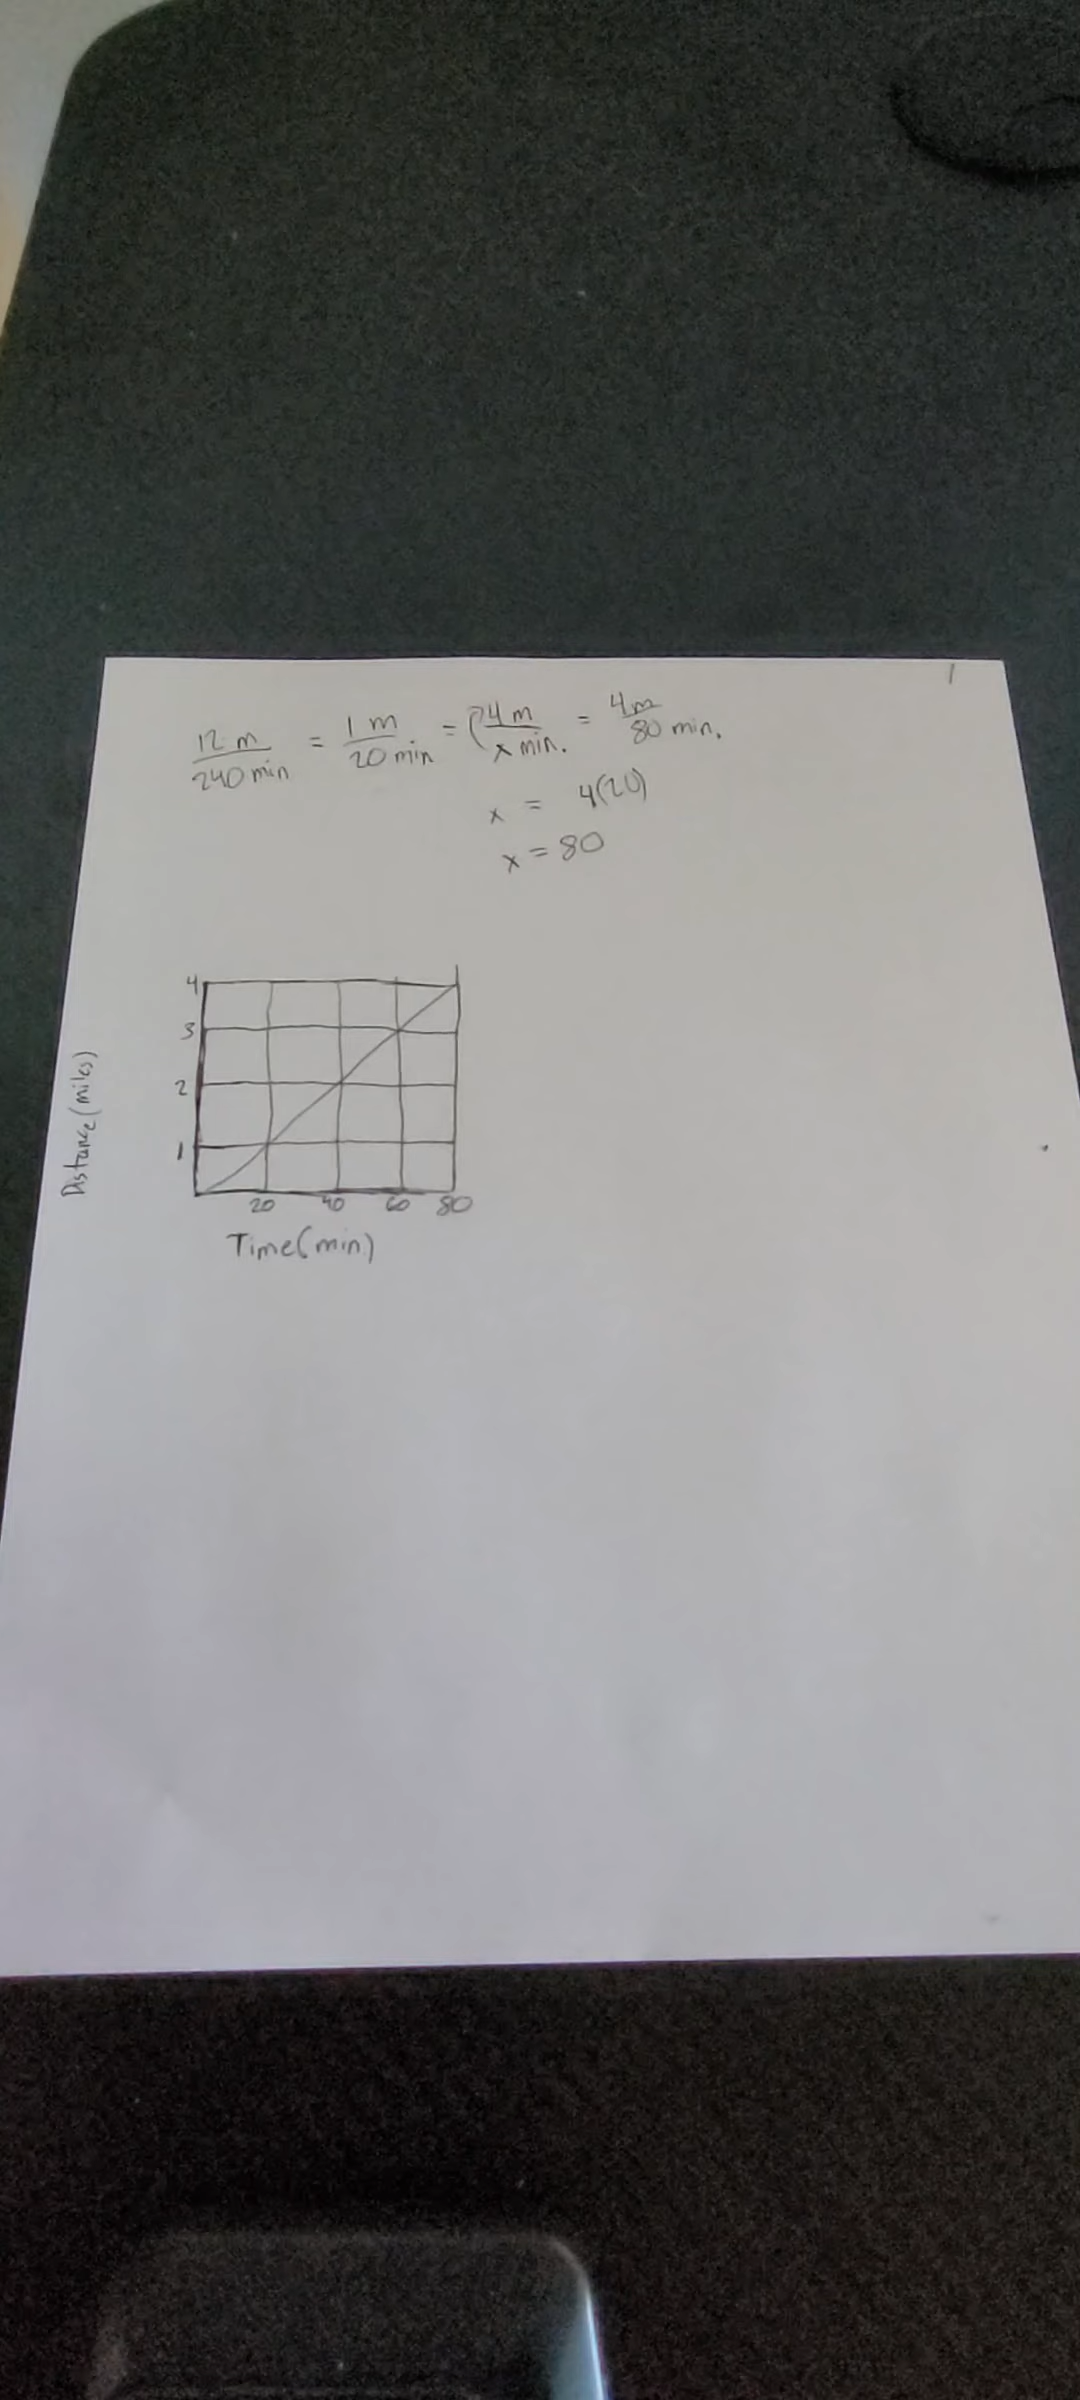 12 m / 240 min = 1 m / 20 min = 4 m / x min. = 4m / 80 min.
x = 4(20)
x = 80
4
3
2
1
Distance (miles)
20 40 60 80
Time (min)